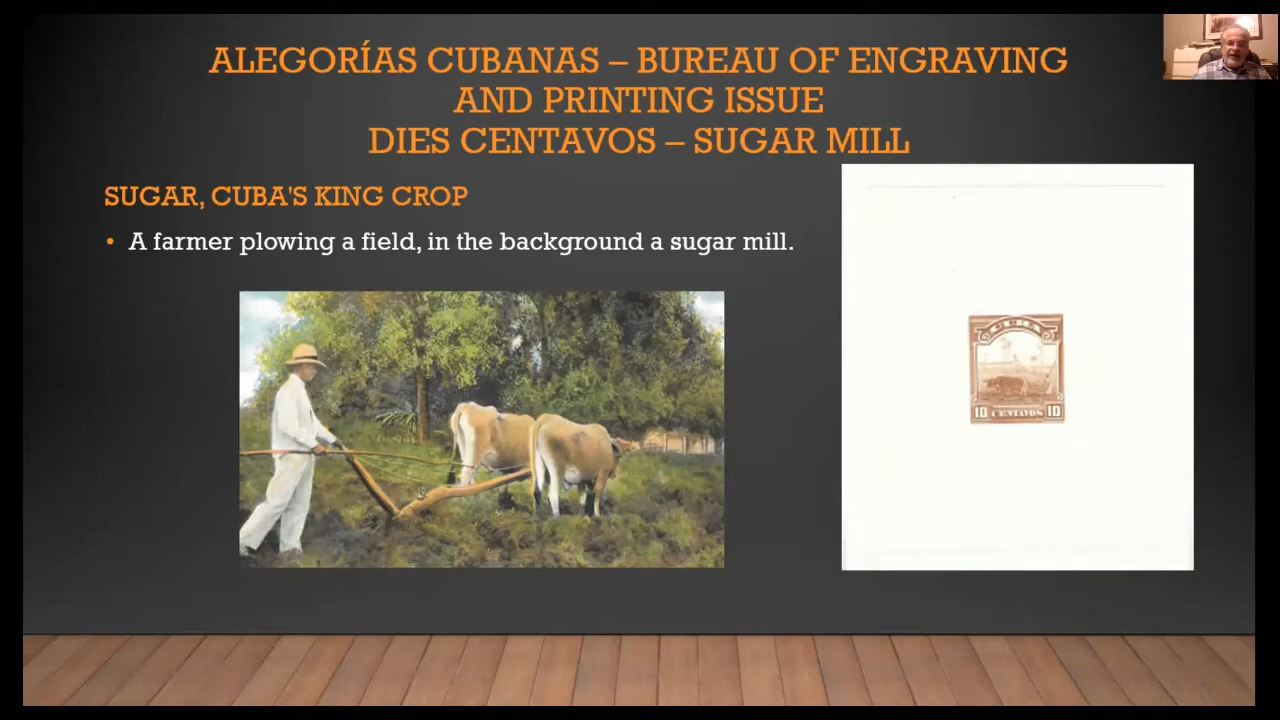 ALEGORÍAS CUBANAS – BUREAU OF ENGRAVING
AND PRINTING ISSUE
DIES CENTAVOS – SUGAR MILL
SUGAR, CUBA'S KING CROP
• A farmer plowing a field, in the background a sugar mill.
CUBA
10 CENTAVOS 10